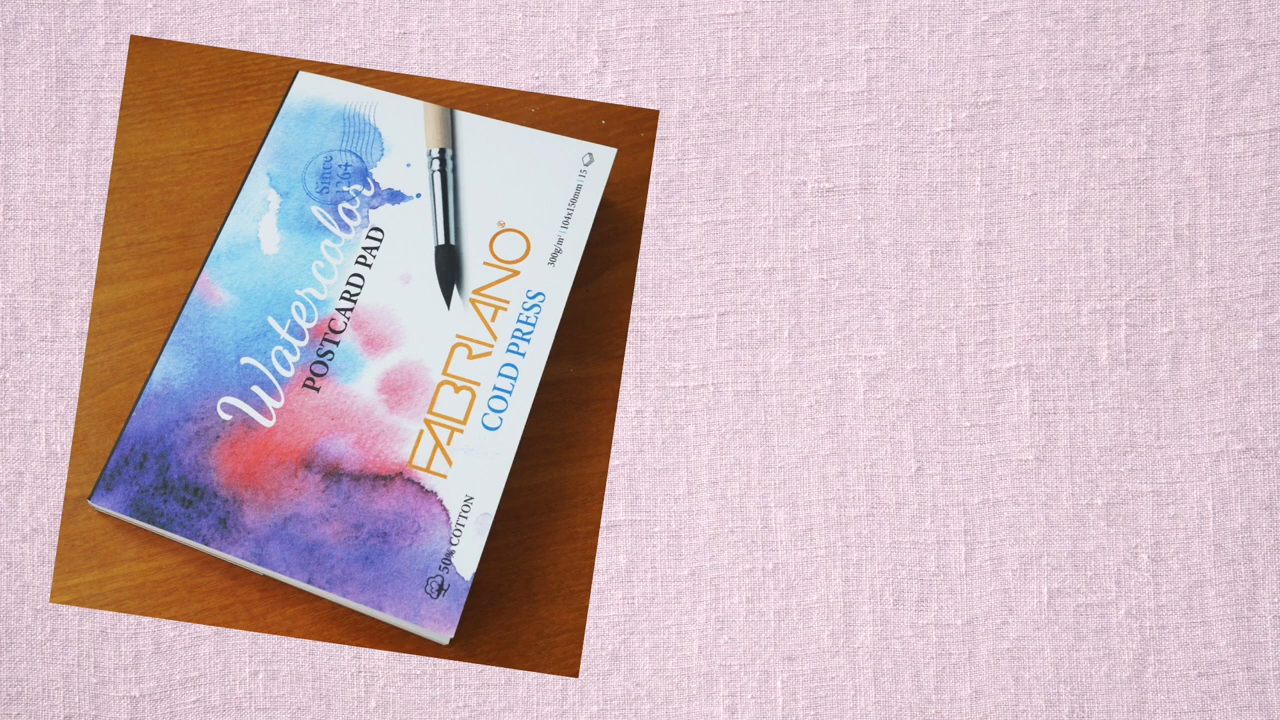 Since
1264
Watercolor
POSTCARD PAD
FABRIANO®
COLD PRESS
300g/m² | 104x150mm | 15
50% COTTON